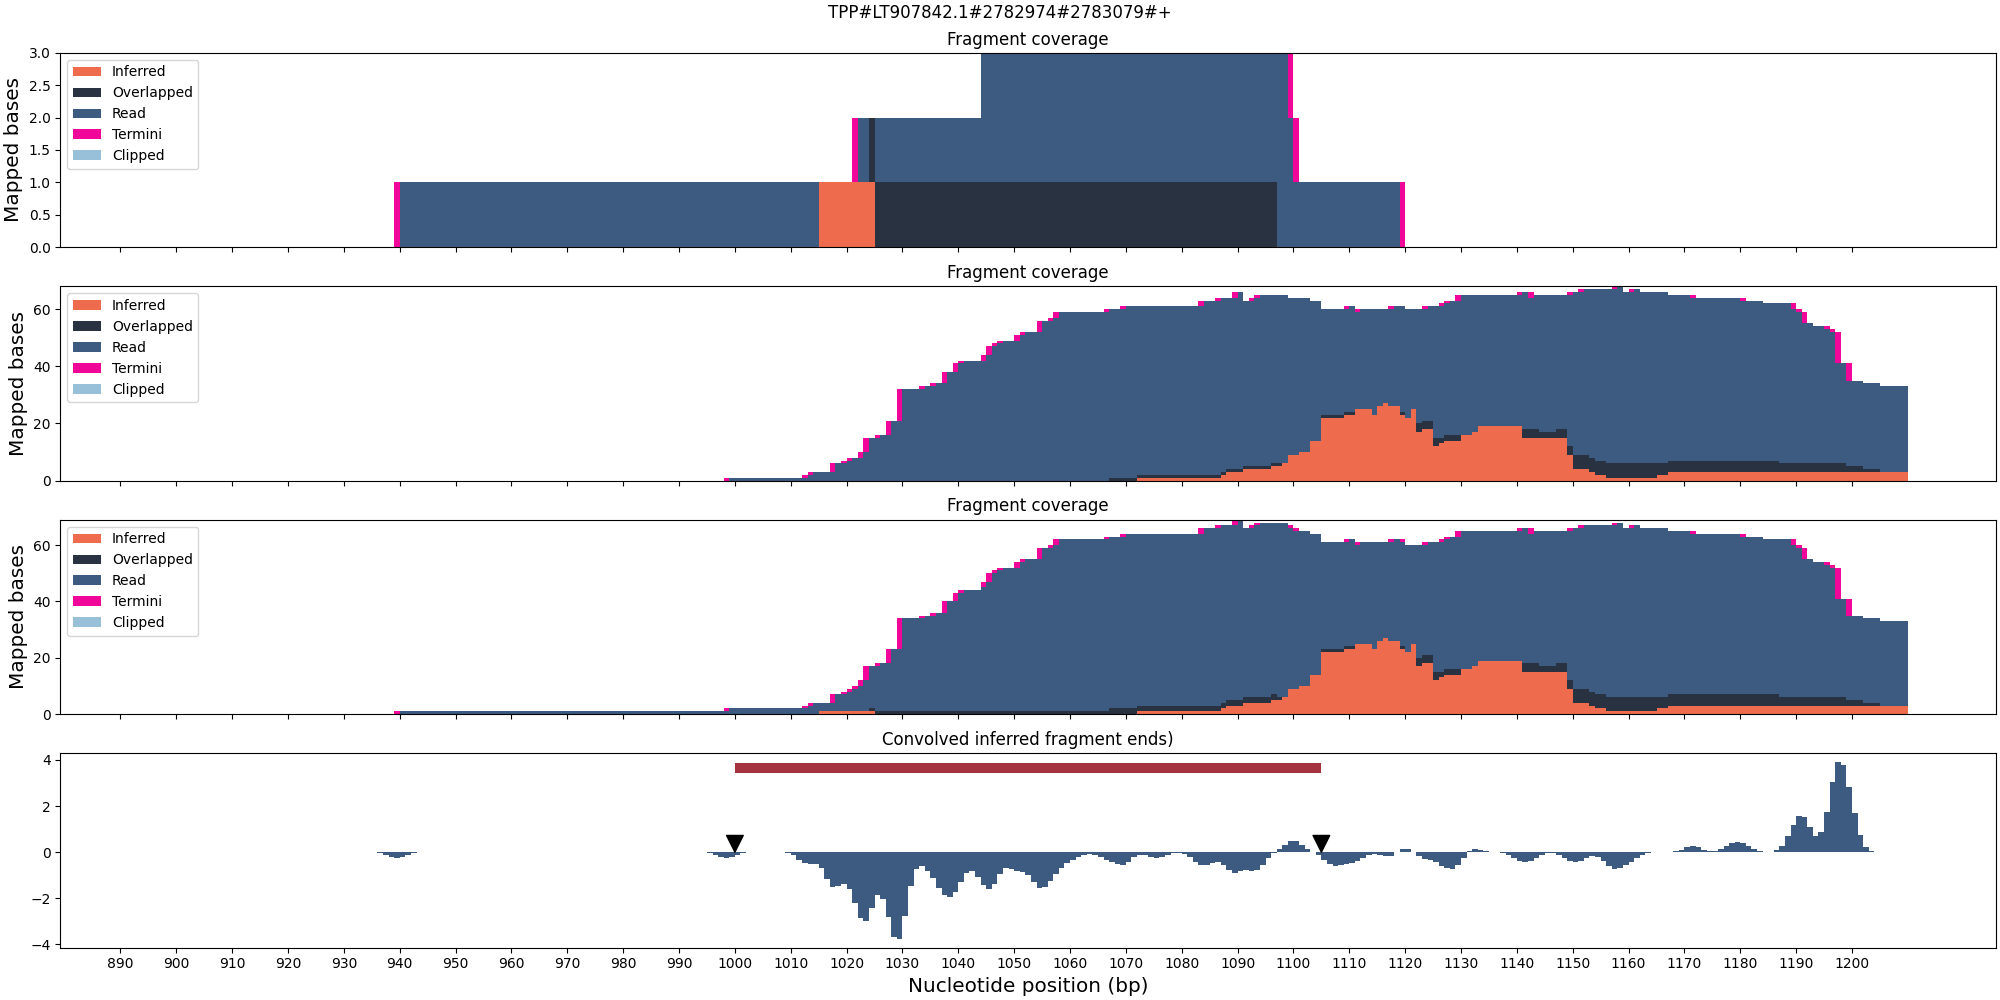 TPP#LT907842.1#2782974#2783079#+
Fragment coverage
Mapped bases
3.0
2.5
2.0
1.5
1.0
0.5
0.0
Inferred
Overlapped
Read
Termini
Clipped
Fragment coverage
Mapped bases
60
40
20
0
Inferred
Overlapped
Read
Termini
Clipped
Fragment coverage
Mapped bases
60
40
20
0
Inferred
Overlapped
Read
Termini
Clipped
Convolved inferred fragment ends)
4
2
0
−2
−4
890 900 910 920 930 940 950 960 970 980 990 1000 1010 1020 1030 1040 1050 1060 1070 1080 1090 1100 1110 1120 1130 1140 1150 1160 1170 1180 1190 1200
Nucleotide position (bp)